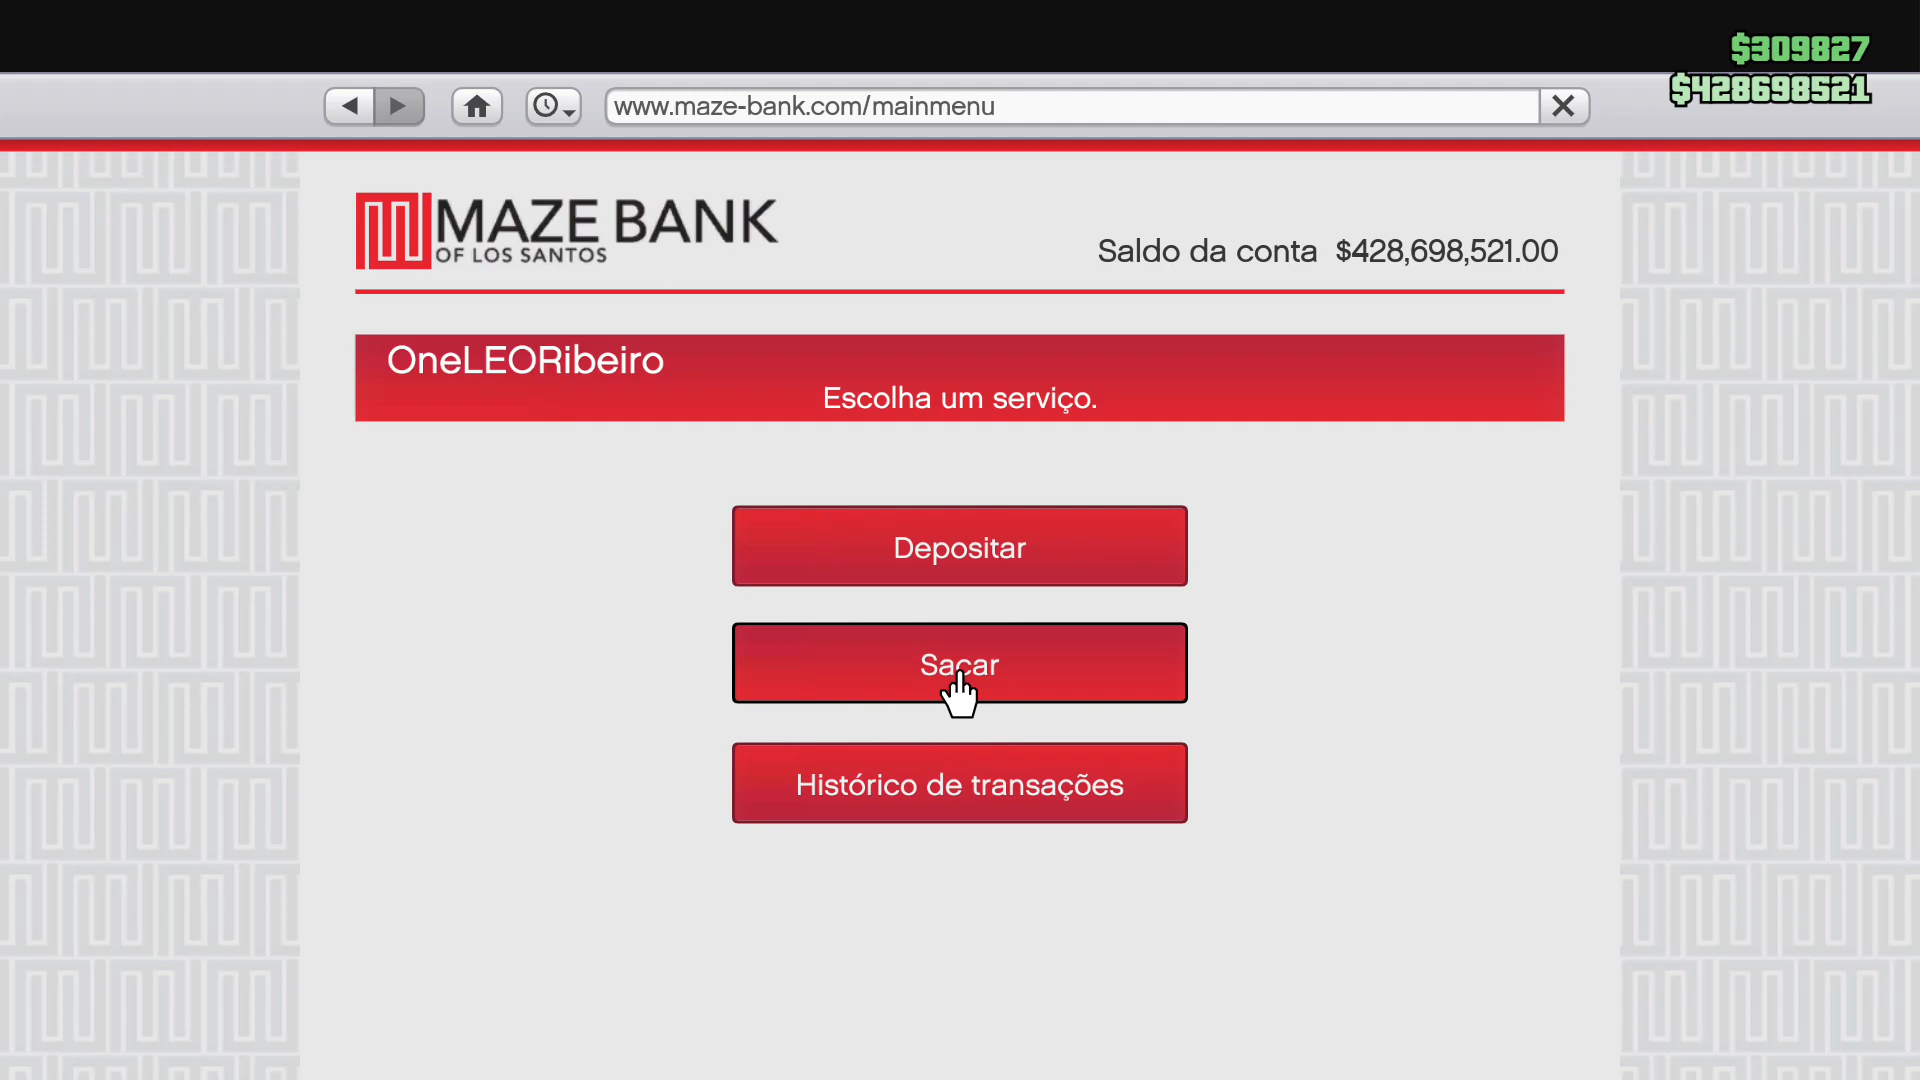 $309827
$428698521
www.maze-bank.com/mainmenu
MAZE BANK
OF LOS SANTOS
Saldo da conta $428,698,521.00
OneLEORibeiro
Escolha um serviço.
Depositar
Sacar
Histórico de transações